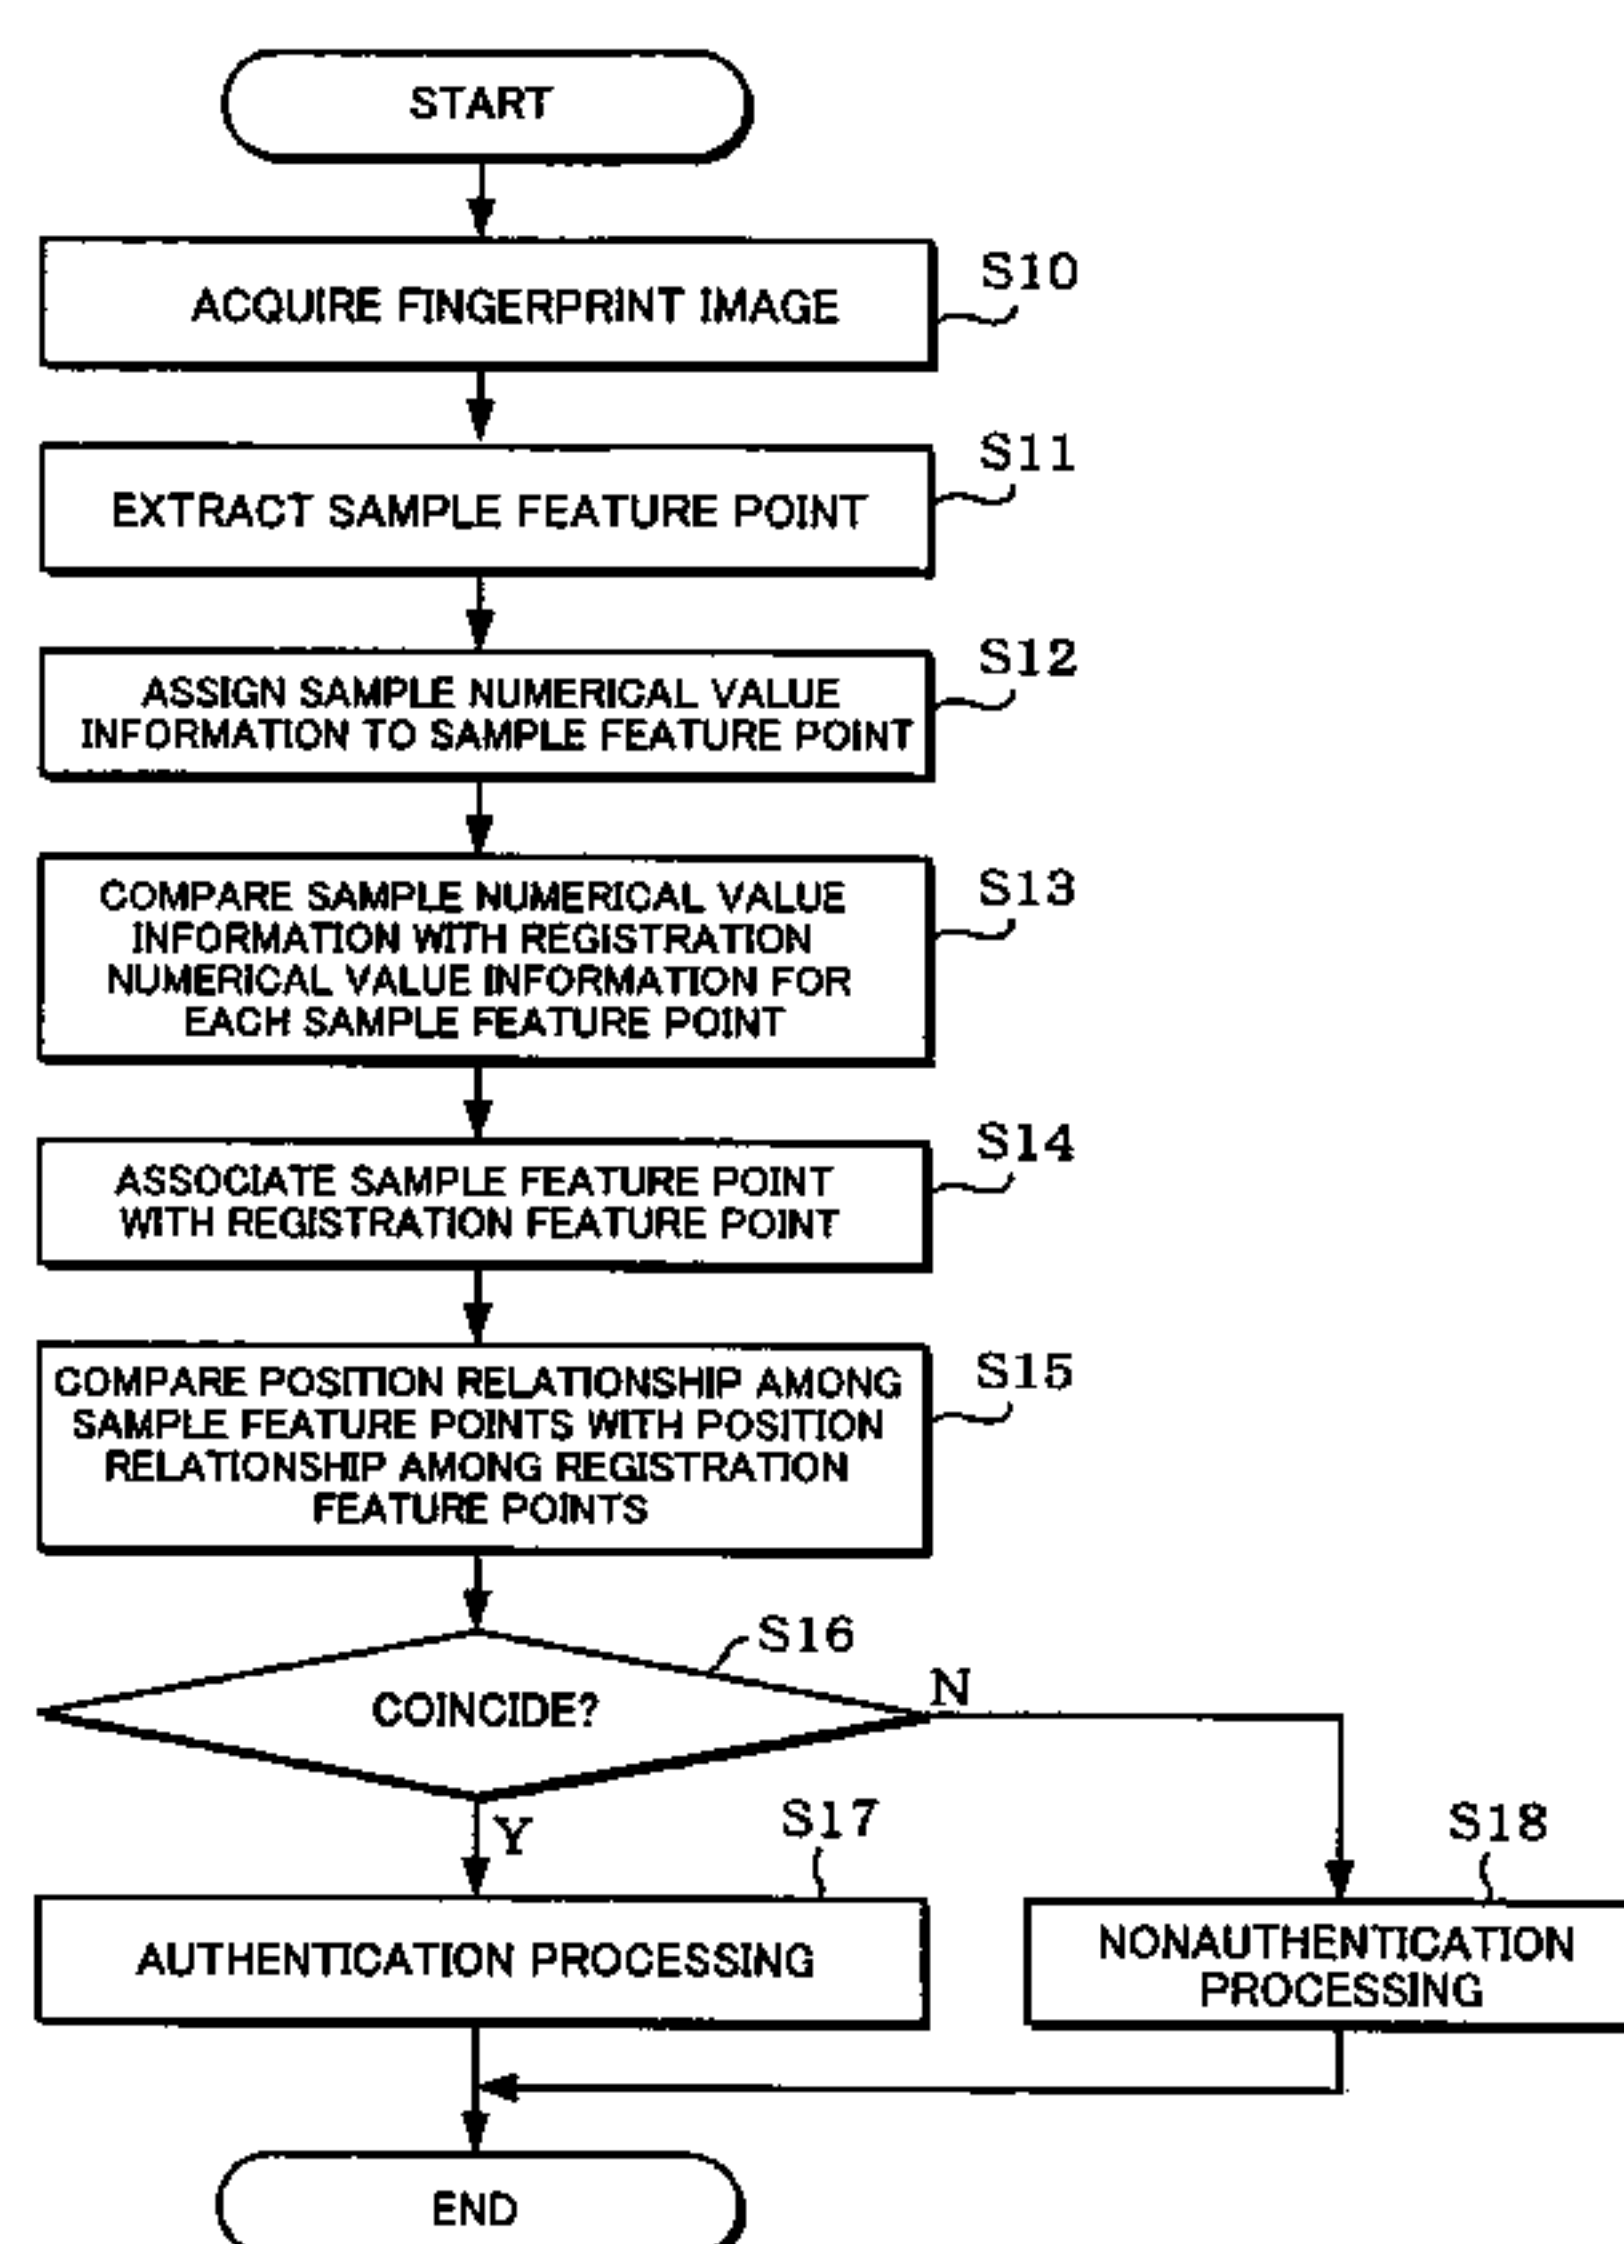 START
ACQUIRE FINGERPRINT IMAGE
S10
EXTRACT SAMPLE FEATURE POINT
S11
ASSIGN SAMPLE NUMERICAL VALUE
INFORMATION TO SAMPLE FEATURE POINT
S12
COMPARE SAMPLE NUMERICAL VALUE
INFORMATION WITH REGISTRATION
NUMERICAL VALUE INFORMATION FOR
EACH SAMPLE FEATURE POINT
S13
ASSOCIATE SAMPLE FEATURE POINT
WITH REGISTRATION FEATURE POINT
S14
COMPARE POSITION RELATIONSHIP AMONG
SAMPLE FEATURE POINTS WITH POSITION
RELATIONSHIP AMONG REGISTRATION
FEATURE POINTS
S15
S16
COINCIDE?
N
Y
S17
AUTHENTICATION PROCESSING
S18
NONAUTHENTICATION
PROCESSING
END